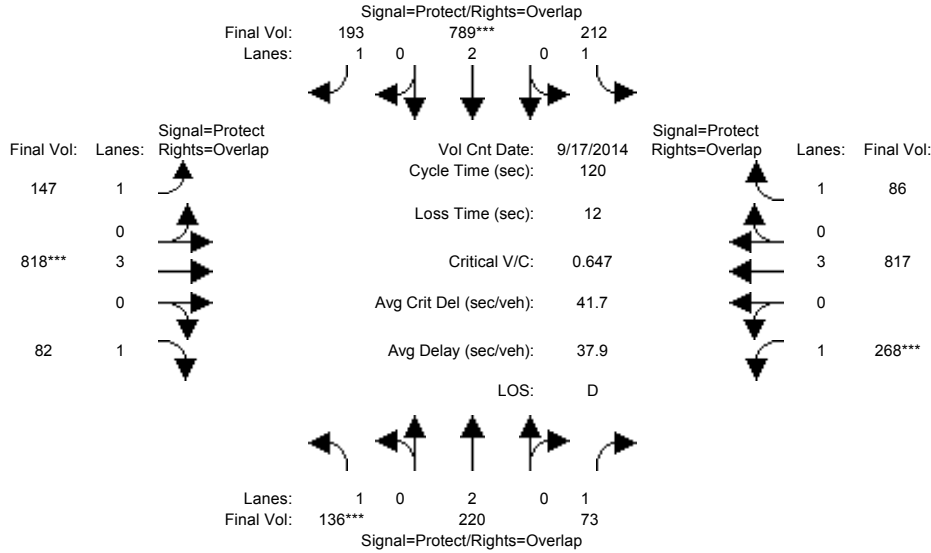 Signal=Protect/Rights=Overlap
Final Vol: 193 789*** 212
Lanes: 1 0 2 0 1
Signal=Protect Signal=Protect
Final Vol: Lanes: Rights=Overlap Vol Cnt Date: 9/17/2014 Rights=Overlap Lanes: Final Vol:
Cycle Time (sec): 120
147 1 1 86
Loss Time (sec): 12
0 0
818*** 3 Critical V/C: 0.647 3 817
0 Avg Crit Del (sec/veh): 41.7 0
82 1 Avg Delay (sec/veh): 37.9 1 268***
LOS: D
Lanes: 1 0 2 0 1
Final Vol: 136*** 220 73
Signal=Protect/Rights=Overlap